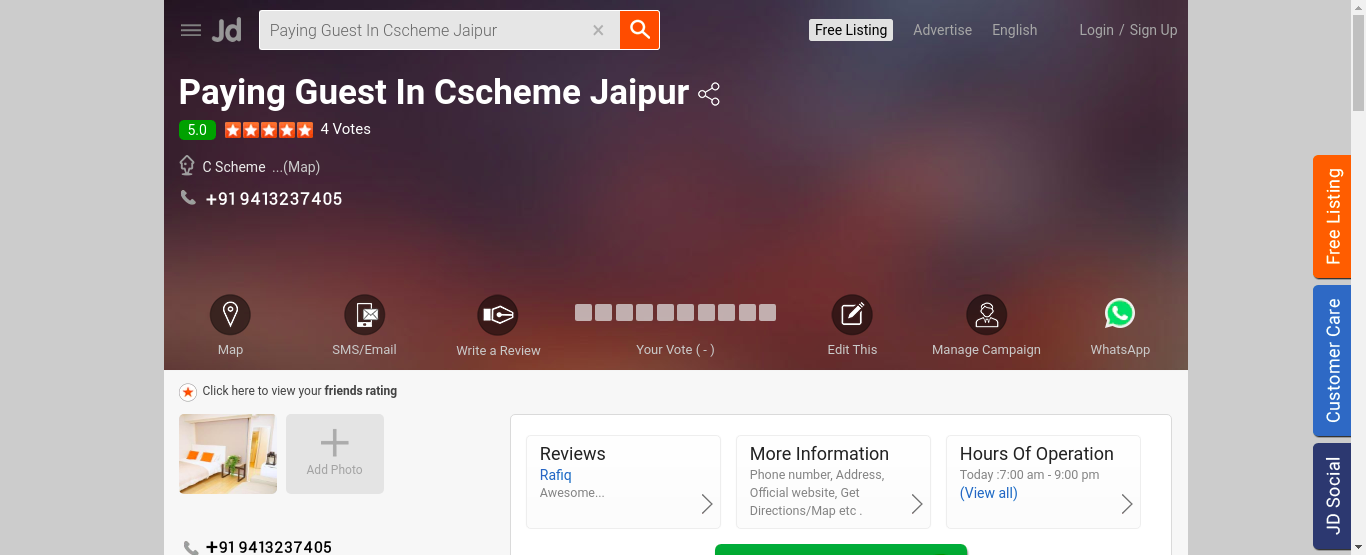 Jd
Paying Guest In Cscheme Jaipur
Free Listing
Advertise
English
Login / Sign Up
Paying Guest In Cscheme Jaipur
5.0
4 Votes
C Scheme ...(Map)
+91 9413237405
Map
SMS/Email
Write a Review
Your Vote ( - )
Edit This
Manage Campaign
WhatsApp
Click here to view your friends rating
Add Photo
+91 9413237405
Reviews
Rafiq
Awesome...
More Information
Phone number, Address,
Official website, Get
Directions/Map etc .
Hours Of Operation
Today :7:00 am - 9:00 pm
(View all)
Free Listing
Customer Care
JD Social